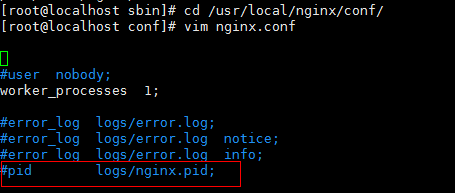 [root@localhost sbin]# cd /usr/local/nginx/conf/
[root@localhost conf]# vim nginx.conf
#user  nobody;
worker_processes  1;
#error_log  logs/error.log;
#error_log  logs/error.log  notice;
#error_log  logs/error.log  info;
#pid        logs/nginx.pid;